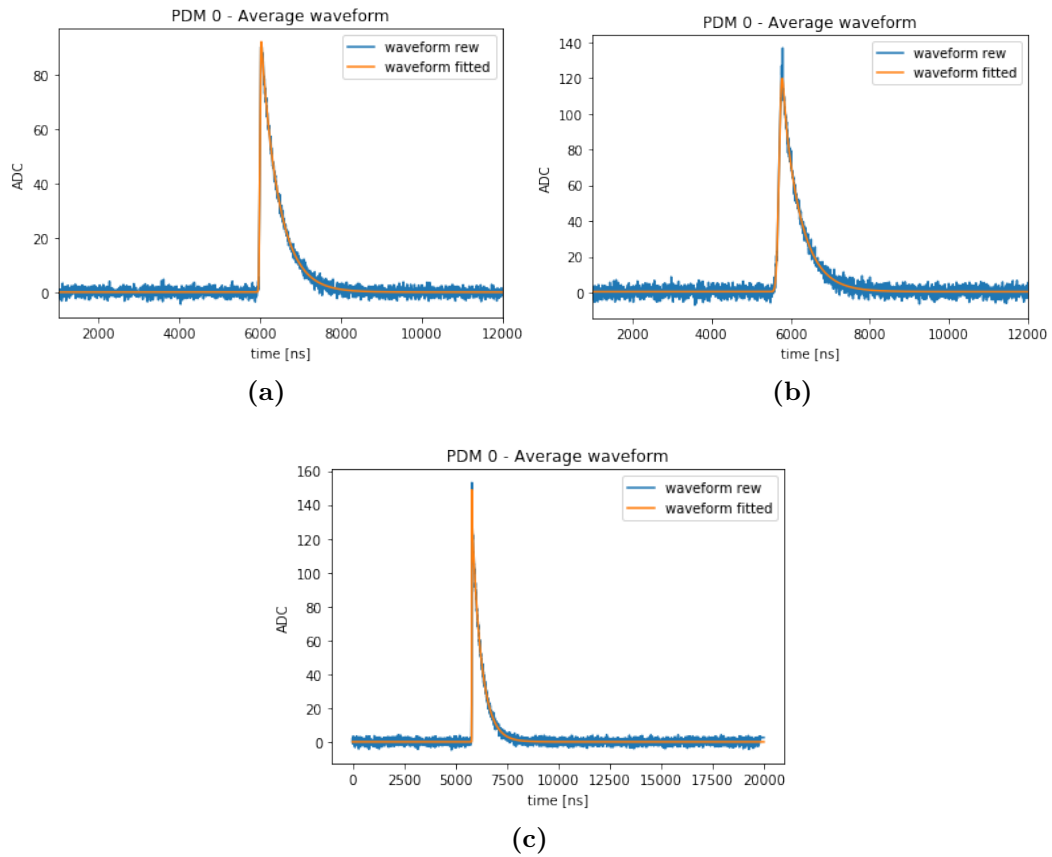 PDM 0 - Average waveform
waveform rew
waveform fitted
80
60
40
20
0
ADC
2000 4000 6000 8000 10000 12000
time [ns]
(a)
PDM 0 - Average waveform
waveform rew
waveform fitted
140
120
100
80
60
40
20
0
ADC
2000 4000 6000 8000 10000 12000
time [ns]
(b)
PDM 0 - Average waveform
waveform rew
waveform fitted
160
140
120
100
80
60
40
20
0
ADC
0 2500 5000 7500 10000 12500 15000 17500 20000
time [ns]
(c)